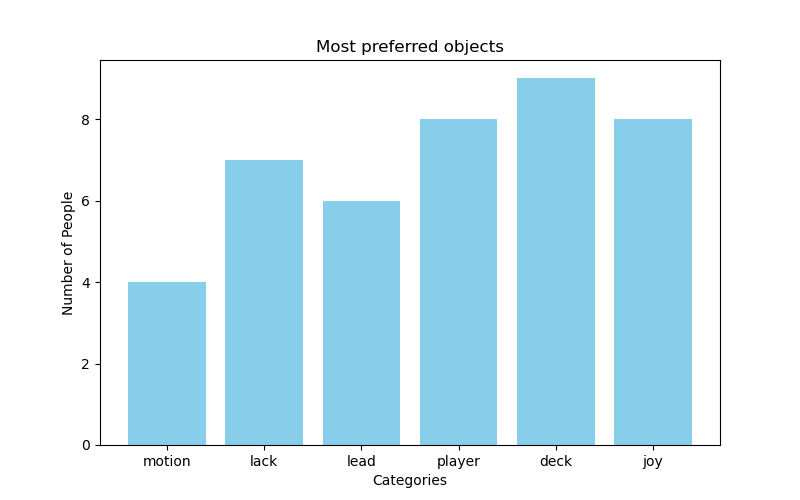 Most preferred objects
Number of People
8
6
4
2
0
motion lack lead player deck joy
Categories